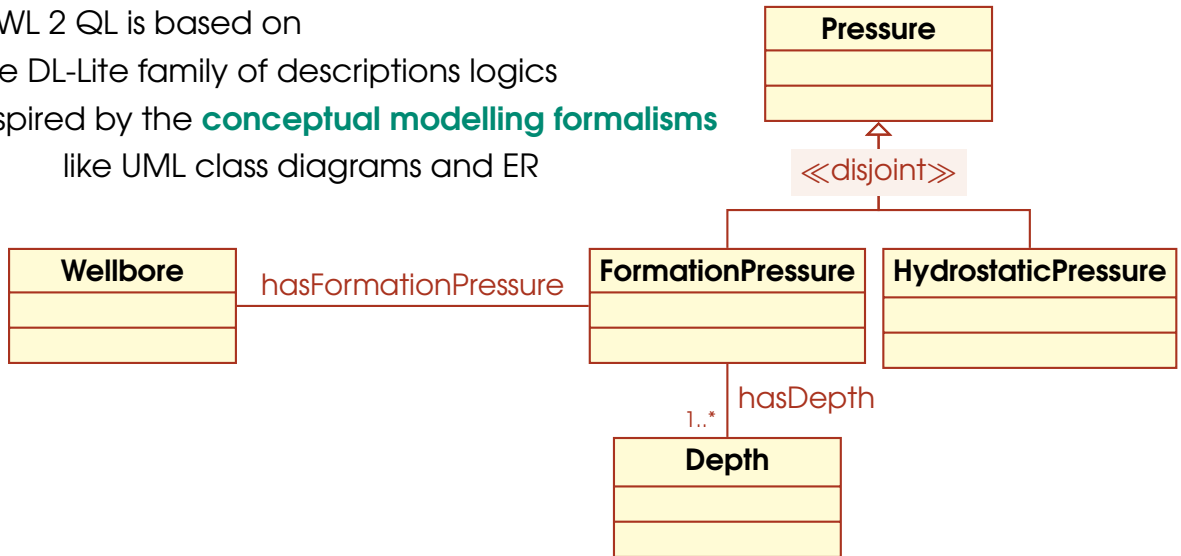 WL 2 QL is based on
e DL-Lite family of descriptions logics
spired by the conceptual modelling formalisms
like UML class diagrams and ER
Pressure
≪disjoint≫
Wellbore
hasFormationPressure
FormationPressure
HydrostaticPressure
hasDepth
1..*
Depth